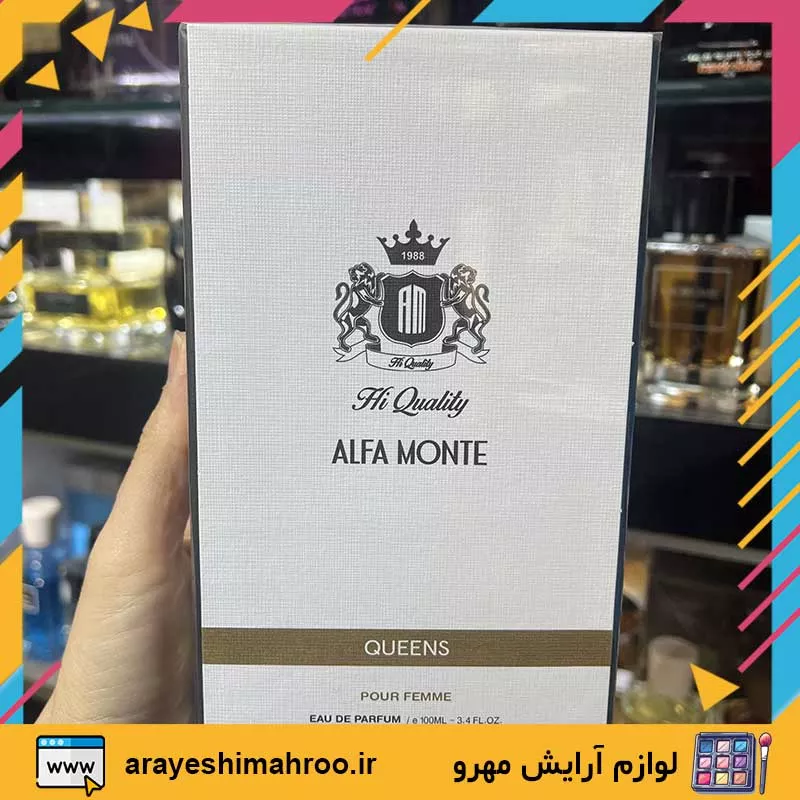 1988
AM
Hi Quality
Hi Quality
ALFA MONTE
QUEENS
POUR FEMME
EAU DE PARFUM / e 100ML - 3.4 FL.OZ.
www
arayeshimahroo.ir
لوازم آرایش مهرو